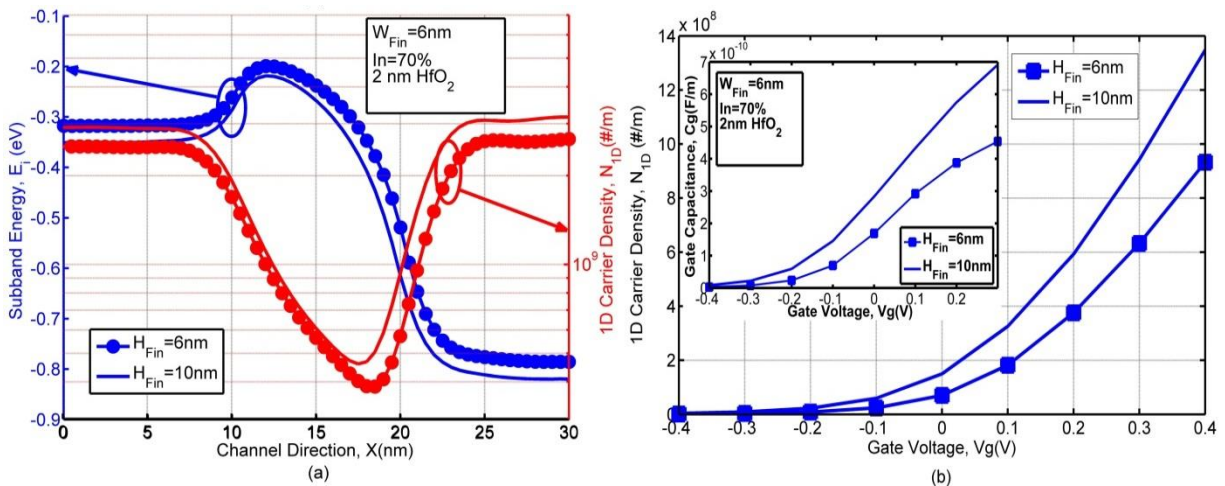 -0.1
-0.2
-0.3
-0.4
-0.5
-0.6
-0.7
-0.8
-0.9
Subband Energy, E_i (eV)
W_Fin=6nm
In=70%
2 nm HfO_2
H_Fin=6nm
H_Fin=10nm
10^9
1D Carrier Density, N_1D(#/m)
0 5 10 15 20 25 30
Channel Direction, X(nm)
(a)
x 10^8
14
12
10
8
6
4
2
0
1D Carrier Density, N_1D (#/m)
H_Fin=6nm
H_Fin=10nm
7 x 10^-10
6
5
4
3
2
1
0
Gate Capacitance, Cg(F/m)
W_Fin=6nm
In=70%
2nm HfO_2
H_Fin=6nm
H_Fin=10nm
-0.4 -0.3 -0.2 -0.1 0 0.1 0.2
Gate Voltage, Vg(V)
-0.4 -0.3 -0.2 -0.1 0 0.1 0.2 0.3 0.4
Gate Voltage, Vg(V)
(b)